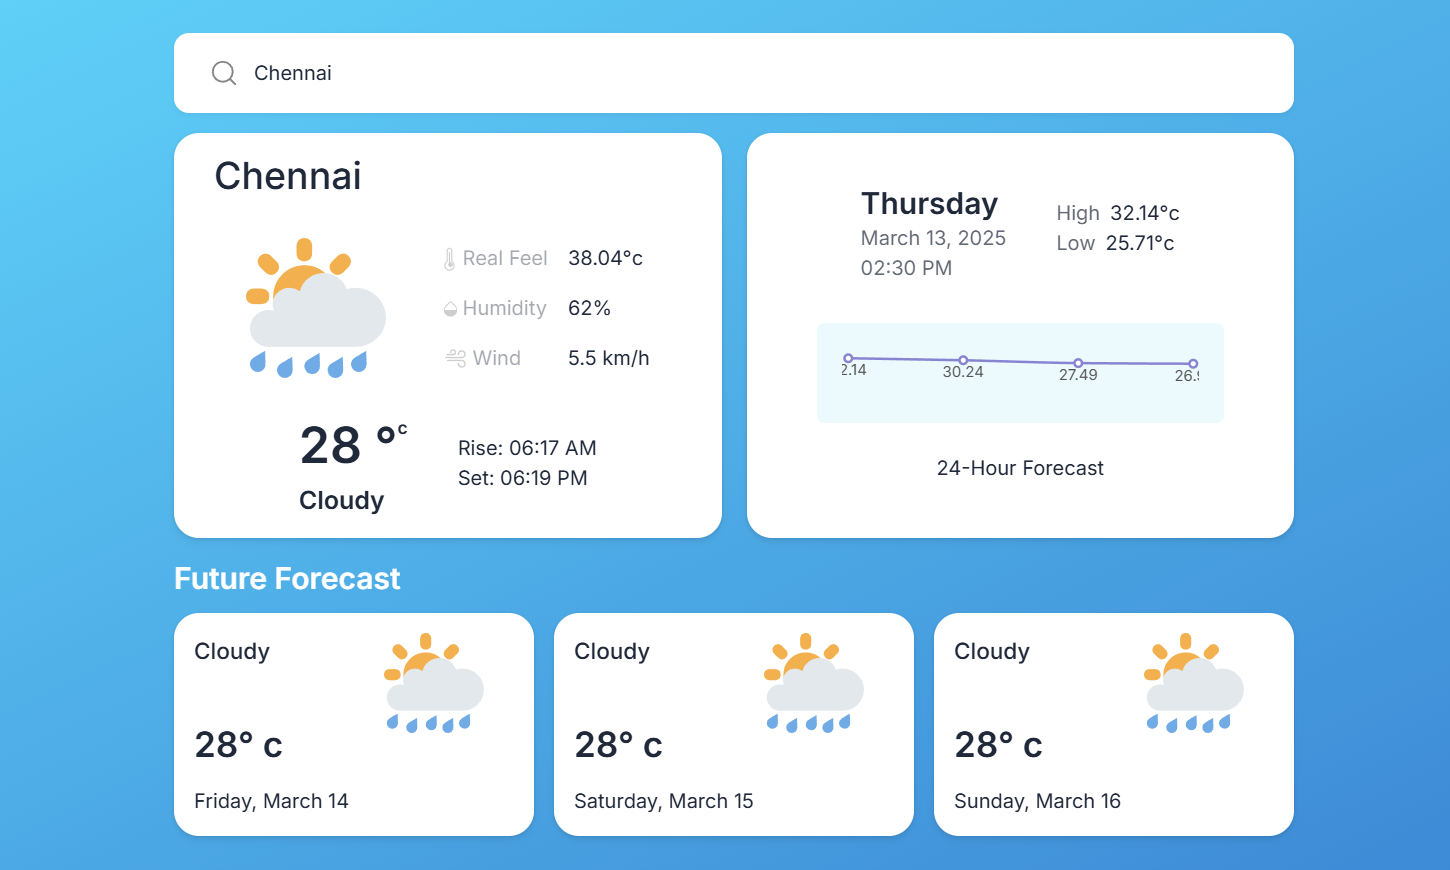 Chennai
Chennai
Real Feel 38.04°c
Humidity 62%
Wind 5.5 km/h
28 °c
Cloudy
Rise: 06:17 AM
Set: 06:19 PM
Thursday
March 13, 2025
02:30 PM
High 32.14°c
Low 25.71°c
2.14 30.24 27.49 26.
24-Hour Forecast
Future Forecast
Cloudy
28° c
Friday, March 14
Cloudy
28° c
Saturday, March 15
Cloudy
28° c
Sunday, March 16